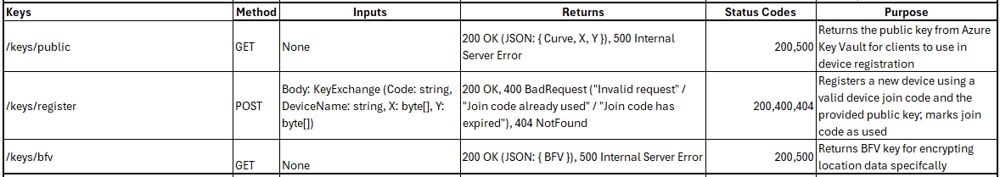 Keys Method Inputs Returns Status Codes Purpose
/keys/public GET None 200 OK (JSON: { Curve, X, Y }), 500 Internal Server Error 200,500 Returns the public key from Azure Key Vault for clients to use in device registration
/keys/register POST Body: KeyExchange (Code: string, DeviceName: string, X: byte[], Y: byte[]) 200 OK, 400 BadRequest ("Invalid request" / "Join code already used" / "Join code has expired"), 404 NotFound 200,400,404 Registers a new device using a valid device join code and the provided public key; marks join code as used
/keys/bfv GET None 200 OK (JSON: { BFV }), 500 Internal Server Error 200,500 Returns BFV key for encrypting location data specifcally